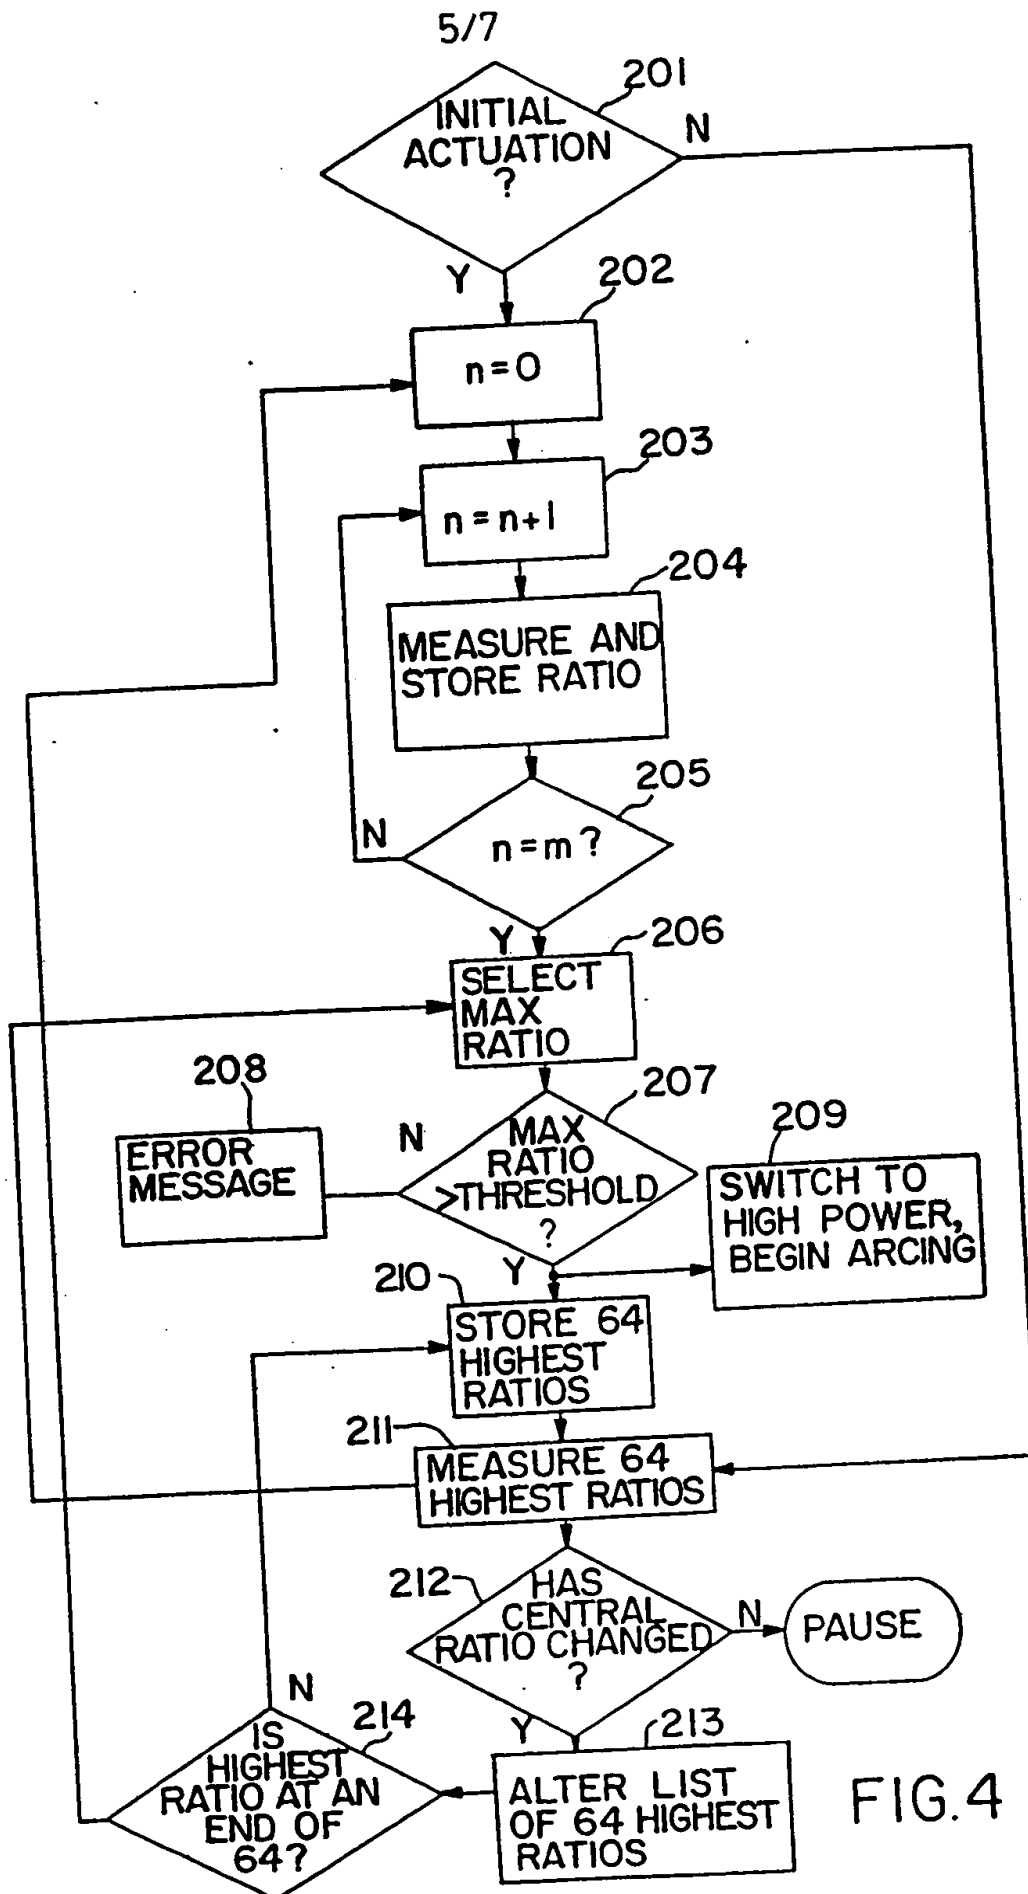 5/7
201
INITIAL
ACTUATION
?
N
Y
202
n=0
203
n=n+1
204
MEASURE AND
STORE RATIO
205
n=m?
N
Y
206
SELECT
MAX
RATIO
207
MAX
RATIO
>THRESHOLD
?
N
208
ERROR
MESSAGE
209
SWITCH TO
HIGH POWER,
BEGIN ARCING
Y
210
STORE 64
HIGHEST
RATIOS
211
MEASURE 64
HIGHEST RATIOS
212
HAS
CENTRAL
RATIO CHANGED
?
N
PAUSE
Y
213
ALTER LIST
OF 64 HIGHEST
RATIOS
214
N
IS
HIGHEST
RATIO AT AN
END OF
64?
FIG.4